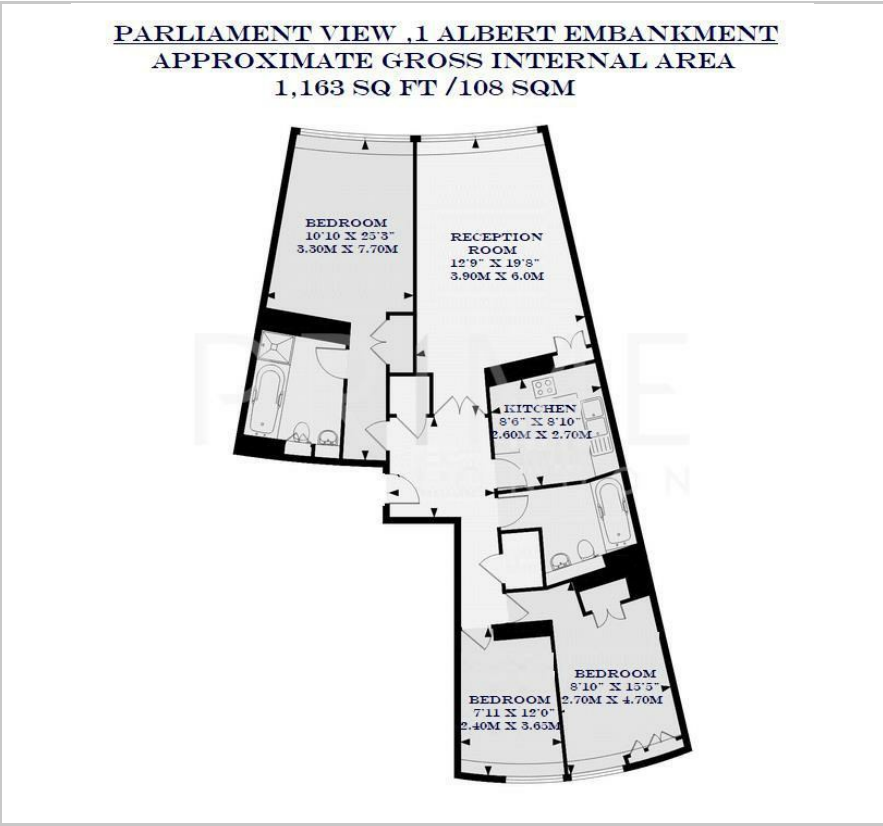 PARLIAMENT VIEW ,1 ALBERT EMBANKMENT
APPROXIMATE GROSS INTERNAL AREA
1,163 SQ FT /108 SQM
BEDROOM
10'10 X 25'3"
3.30M X 7.70M
RECEPTION
ROOM
12'9" X 19'8"
3.90M X 6.0M
PRIME
KITCHEN
8'6" X 8'10"
2.60M X 2.70M
BEDROOM
8'10" X 15'5"
2.70M X 4.70M
BEDROOM
7'11 X 12'0"
2.40M X 3.65M